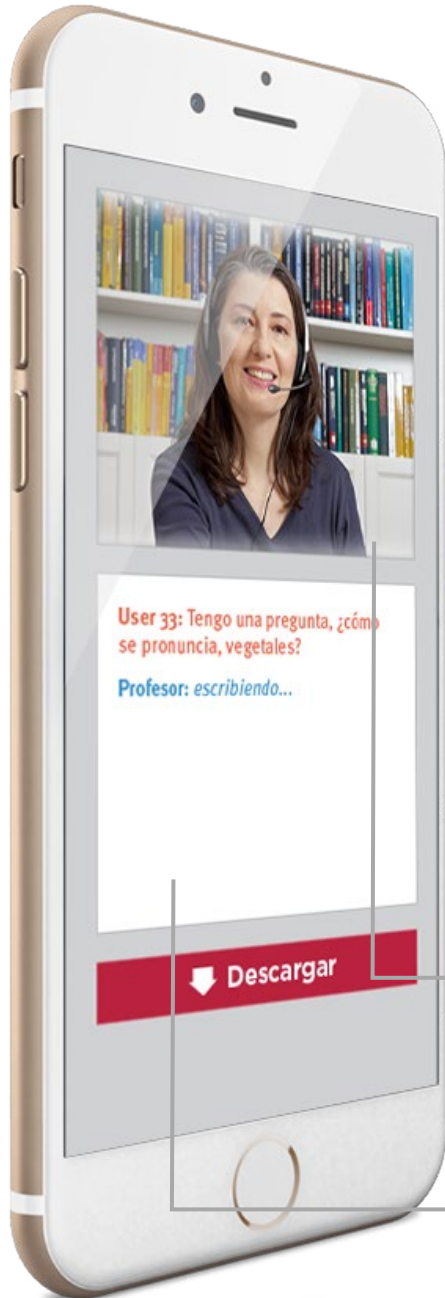 User 33: Tengo una pregunta, ¿cómo
se pronuncia, vegetales?
Profesor: escribiendo...
Descargar